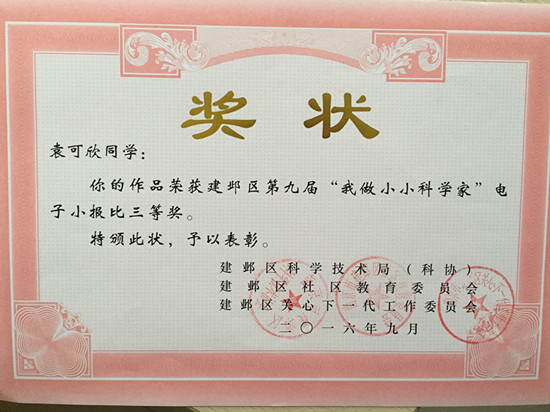 奖状
袁可欣同学：
你的作品荣获建邺区第九届“我做小小科学家”电
子小报比三等奖。
特颁此状，予以表彰。
建邺区科学技术局（科协）
建邺区社区教育委员会
建邺区关心下一代工作委员会
二〇一六年九月